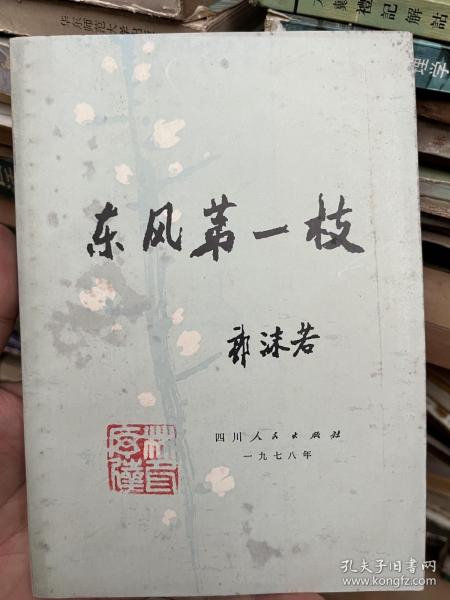 东风第一枝
郭沫若
四川人民出版社
一九七八年
孔夫子旧书网
www.kongfz.com